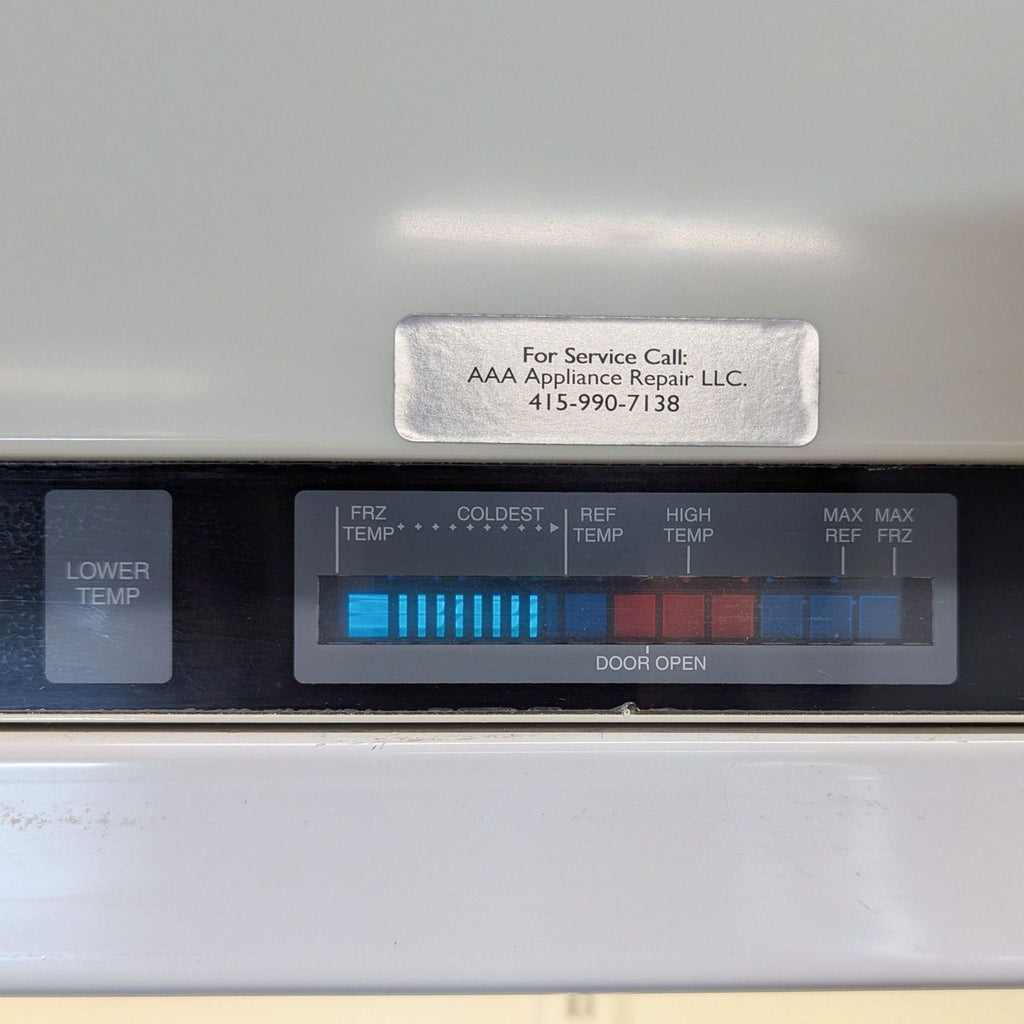 For Service Call:
AAA Appliance Repair LLC.
415-990-7138
LOWER
TEMP
FRZ
TEMP
COLDEST
REF
TEMP
HIGH
TEMP
MAX
REF
MAX
FRZ
DOOR OPEN